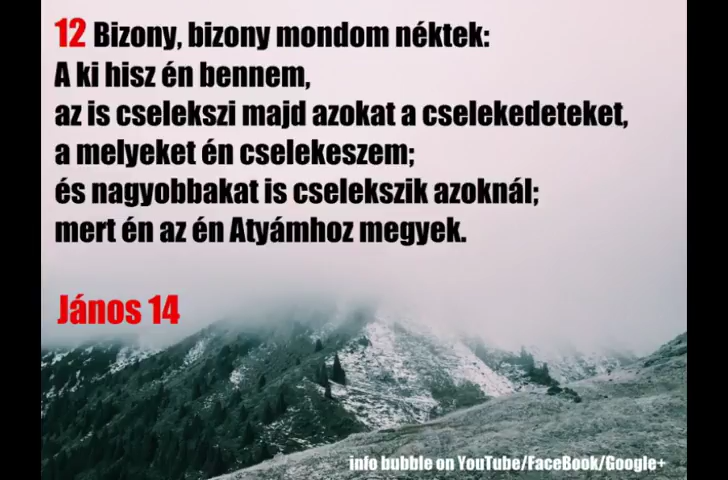 12 Bizony, bizony mondom néktek:
A ki hisz én bennem,
az is cselekszi majd azokat a cselekedeteket,
a melyeket én cselekeszem;
és nagyobbakat is cselekszik azoknál;
mert én az én Atyámhoz megyek.
János 14
info bubble on YouTube/FaceBook/Google+